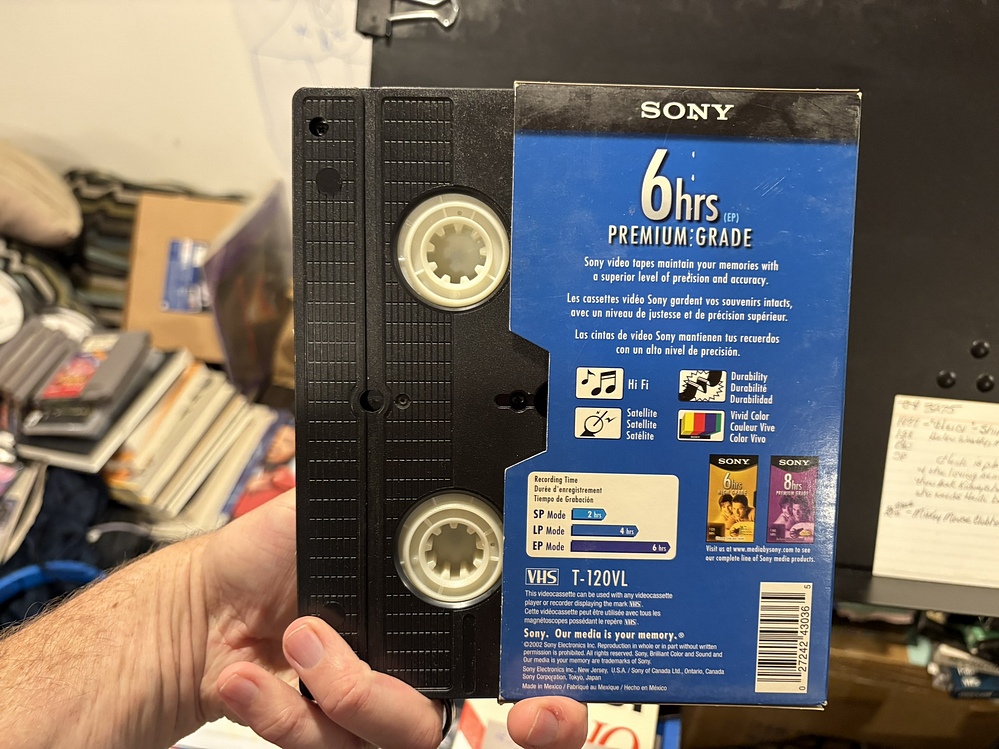 SONY
6hrs (EP)
PREMIUM GRADE
Sony video tapes maintain your memories with
a superior level of precision and accuracy.
Les cassettes vidéo Sony gardent vos souvenirs intacts,
avec un niveau de justesse et de précision supérieur.
Las cintas de video Sony mantienen tus recuerdos
con un alto nivel de precisión.
Hi Fi
Durability
Durabilité
Durabilidad
Satellite
Satellite
Satélite
Vivid Color
Couleur Vive
Color Vivo
Recording Time
Durée d'enregistrement
Tiempo de Grabación
SP Mode 2 hrs
LP Mode 4 hrs
EP Mode 6 hrs
SONY
6hrs
SONY
8hrs
PREMIUM GRADE
Visit us at www.mediabysony.com to see
our complete line of Sony media products.
VHS T-120VL
This videocassette can be used with any videocassette
player or recorder displaying the mark VHS.
Cette vidéocassette peut être utilisée avec tous les
magnétoscopes possédant le repère VHS.
Sony. Our media is your memory.®
©2002 Sony Electronics Inc. Reproduction in whole or in part without written
permission is prohibited. All rights reserved. Sony, Brilliant Color and Sound and
Our media is your memory are trademarks of Sony.
Sony Electronics Inc., New Jersey, U.S.A. / Sony of Canada Ltd., Ontario, Canada
Sony Corporation, Tokyo, Japan
Made in Mexico / Fabriqué au Mexique / Hecho en México
0 27242 43036 5